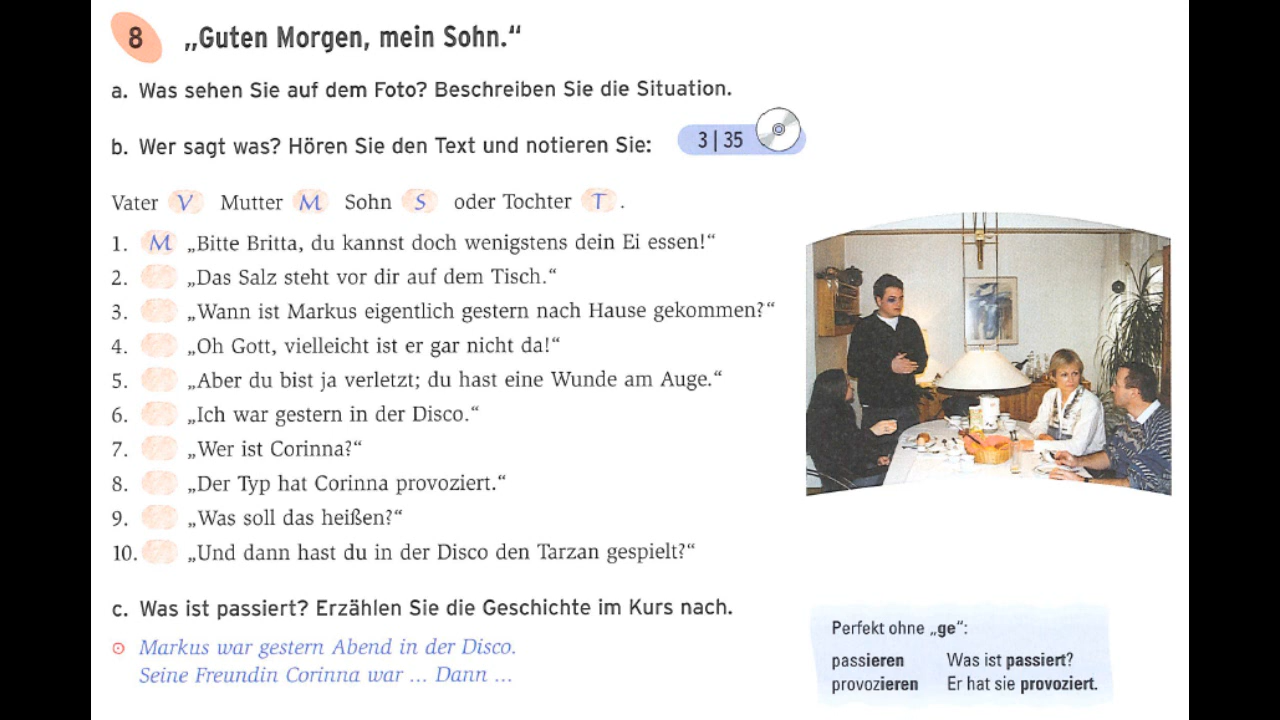 8 „Guten Morgen, mein Sohn.“
a. Was sehen Sie auf dem Foto? Beschreiben Sie die Situation.
b. Wer sagt was? Hören Sie den Text und notieren Sie: 3 | 35
Vater V Mutter M Sohn S oder Tochter T .
1. M „Bitte Britta, du kannst doch wenigstens dein Ei essen!“
2. „Das Salz steht vor dir auf dem Tisch.“
3. „Wann ist Markus eigentlich gestern nach Hause gekommen?“
4. „Oh Gott, vielleicht ist er gar nicht da!“
5. „Aber du bist ja verletzt; du hast eine Wunde am Auge.“
6. „Ich war gestern in der Disco.“
7. „Wer ist Corinna?“
8. „Der Typ hat Corinna provoziert.“
9. „Was soll das heißen?“
10. „Und dann hast du in der Disco den Tarzan gespielt?“
c. Was ist passiert? Erzählen Sie die Geschichte im Kurs nach.
Markus war gestern Abend in der Disco.
Seine Freundin Corinna war ... Dann ...
Perfekt ohne „ge“:
passieren Was ist passiert?
provozieren Er hat sie provoziert.